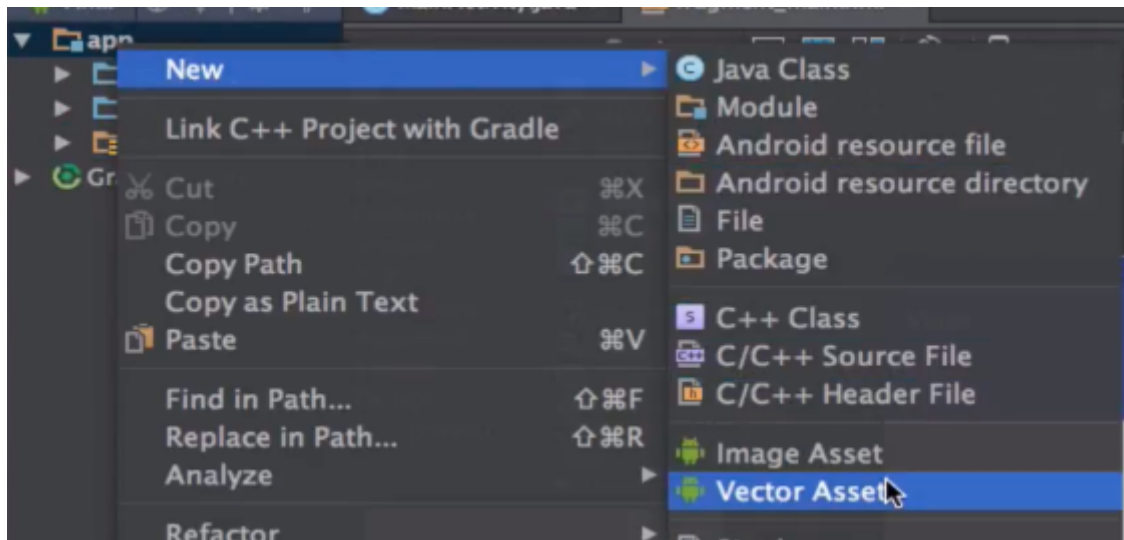 app
New
Link C++ Project with Gradle
Cut ⌘X
Copy ⌘C
Copy Path ⇧⌘C
Copy as Plain Text
Paste ⌘V
Find in Path... ⇧⌘F
Replace in Path... ⇧⌘R
Analyze
Refactor
Gr
Java Class
Module
Android resource file
Android resource directory
File
Package
C++ Class
C/C++ Source File
C/C++ Header File
Image Asset
Vector Asset